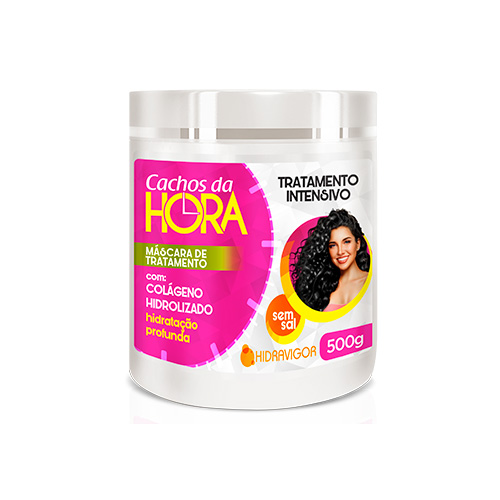 Cachos da
HORA
MÁSCARA DE
TRATAMENTO
com:
COLÁGENO
HIDROLIZADO
hidratação
profunda
TRATAMENTO
INTENSIVO
sem
sal
HIDRAVIGOR
500g